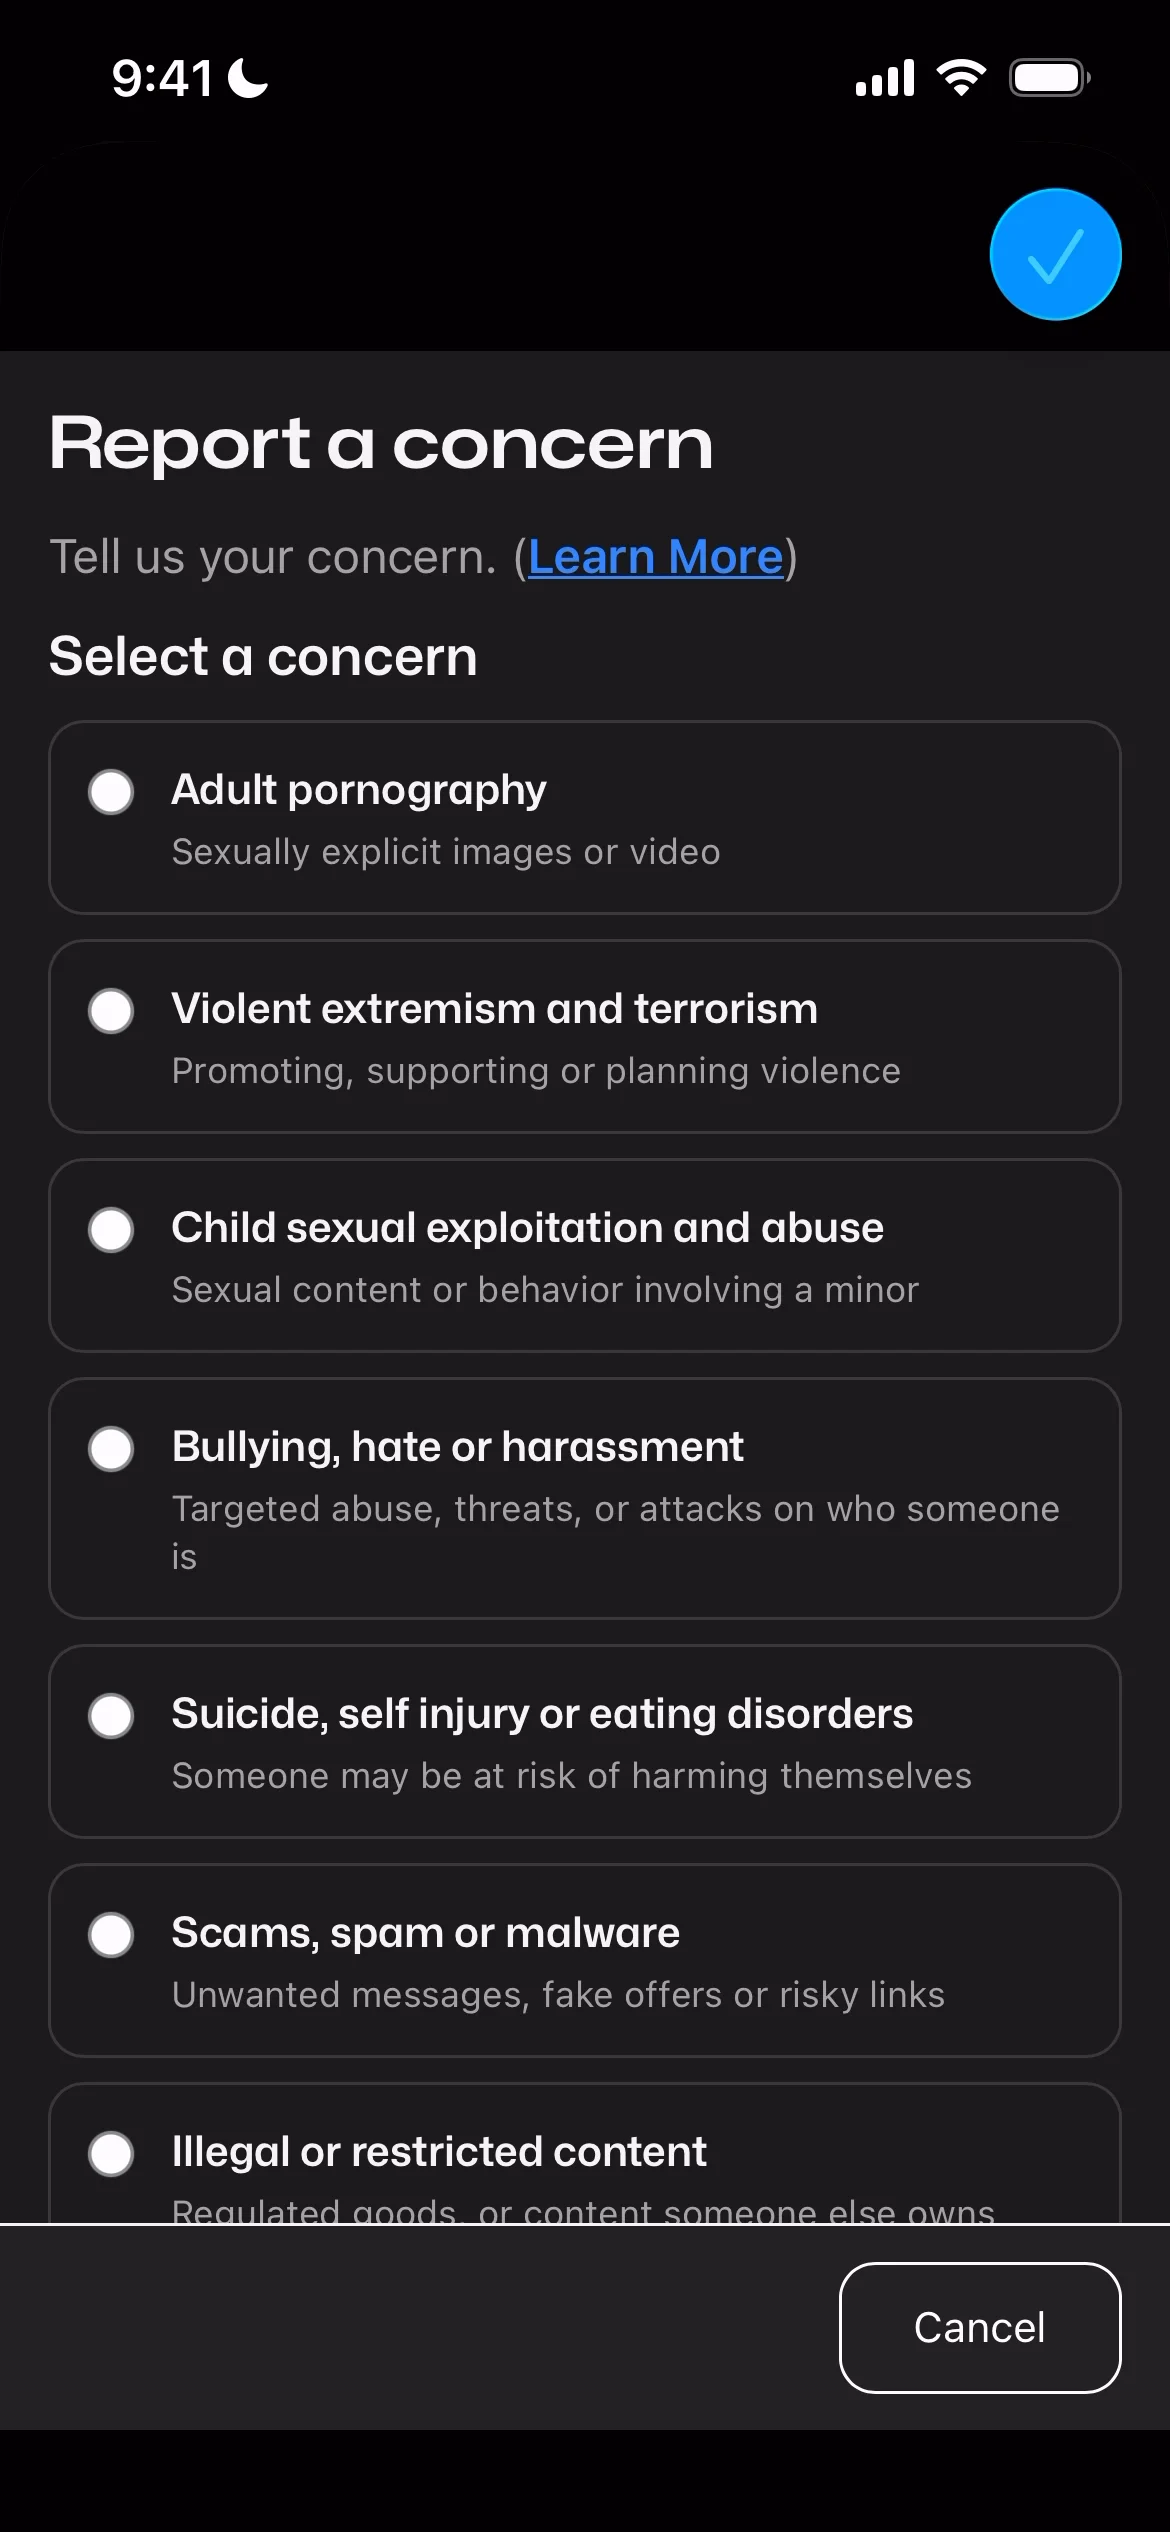 9:41
Report a concern
Tell us your concern. (Learn More)
Select a concern
Adult pornography
Sexually explicit images or video
Violent extremism and terrorism
Promoting, supporting or planning violence
Child sexual exploitation and abuse
Sexual content or behavior involving a minor
Bullying, hate or harassment
Targeted abuse, threats, or attacks on who someone
is
Suicide, self injury or eating disorders
Someone may be at risk of harming themselves
Scams, spam or malware
Unwanted messages, fake offers or risky links
Illegal or restricted content
Regulated goods, or content someone else owns
Cancel